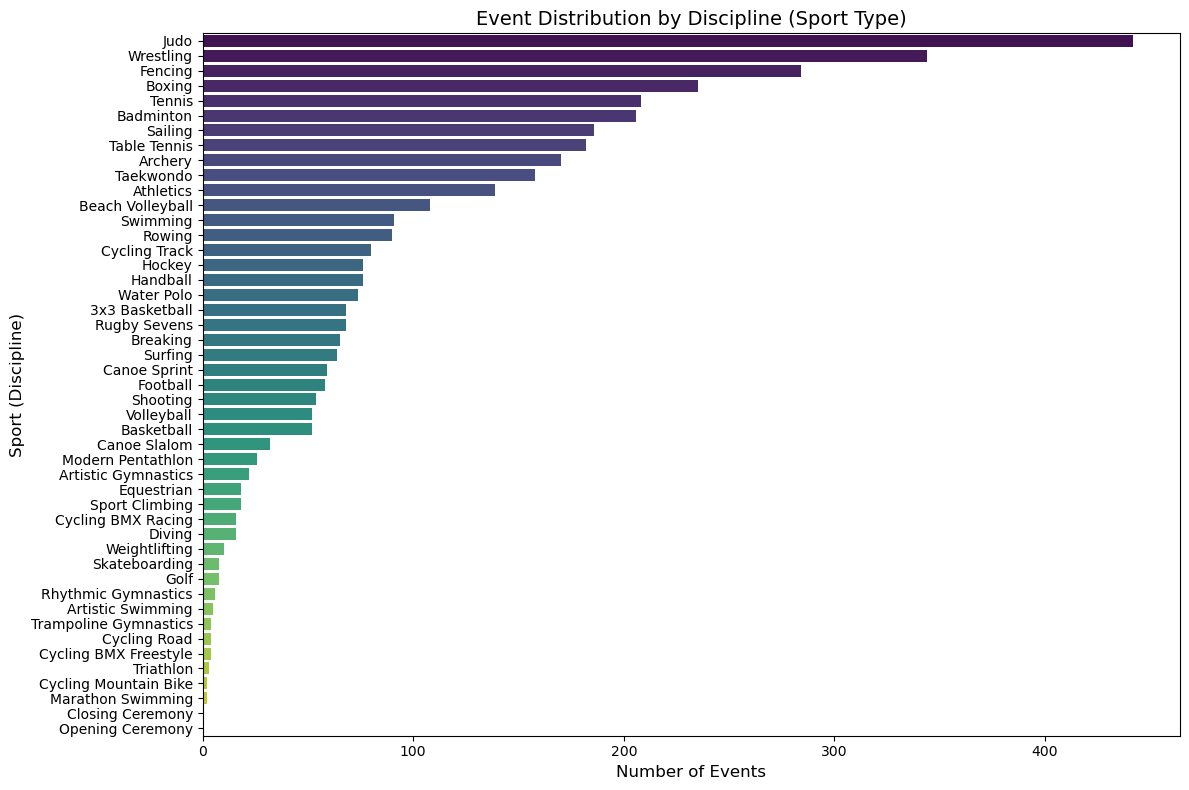 Event Distribution by Discipline (Sport Type)
Judo
Wrestling
Fencing
Boxing
Tennis
Badminton
Sailing
Table Tennis
Archery
Taekwondo
Athletics
Beach Volleyball
Swimming
Rowing
Cycling Track
Hockey
Handball
Water Polo
3x3 Basketball
Rugby Sevens
Breaking
Surfing
Canoe Sprint
Football
Shooting
Volleyball
Basketball
Canoe Slalom
Modern Pentathlon
Artistic Gymnastics
Equestrian
Sport Climbing
Cycling BMX Racing
Diving
Weightlifting
Skateboarding
Golf
Rhythmic Gymnastics
Artistic Swimming
Trampoline Gymnastics
Cycling Road
Cycling BMX Freestyle
Triathlon
Cycling Mountain Bike
Marathon Swimming
Closing Ceremony
Opening Ceremony
Sport (Discipline)
0 100 200 300 400
Number of Events